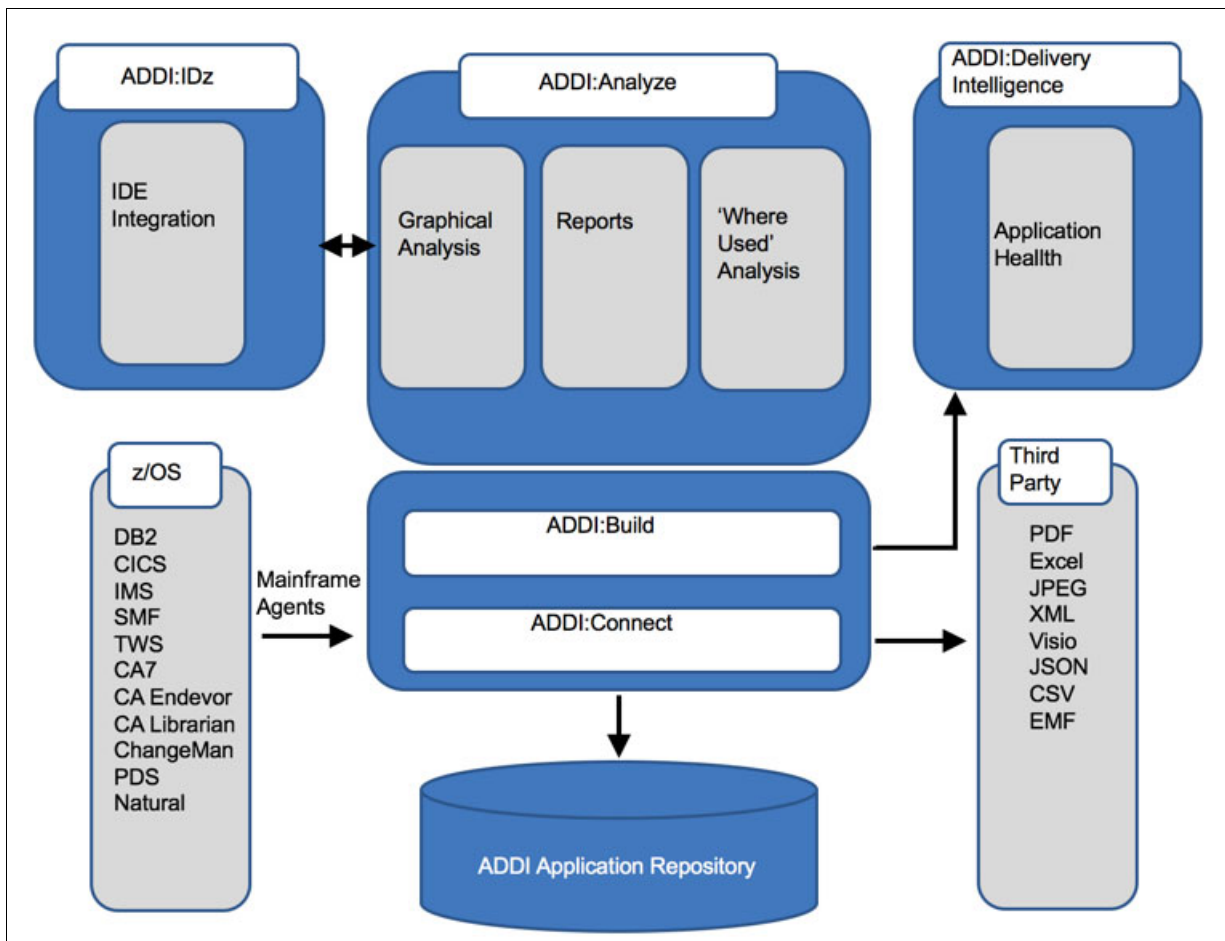 ADDI:IDz
IDE
Integration
ADDI:Analyze
Graphical
Analysis
Reports
‘Where
Used'
Analysis
ADDI:Delivery
Intelligence
Application
Heallth
z/OS
DB2
CICS
IMS
SMF
TWS
CA7
CA Endevor
CA Librarian
ChangeMan
PDS
Natural
Mainframe
Agents
ADDI:Build
ADDI:Connect
Third
Party
PDF
Excel
JPEG
XML
Visio
JSON
CSV
EMF
ADDI Application Repository